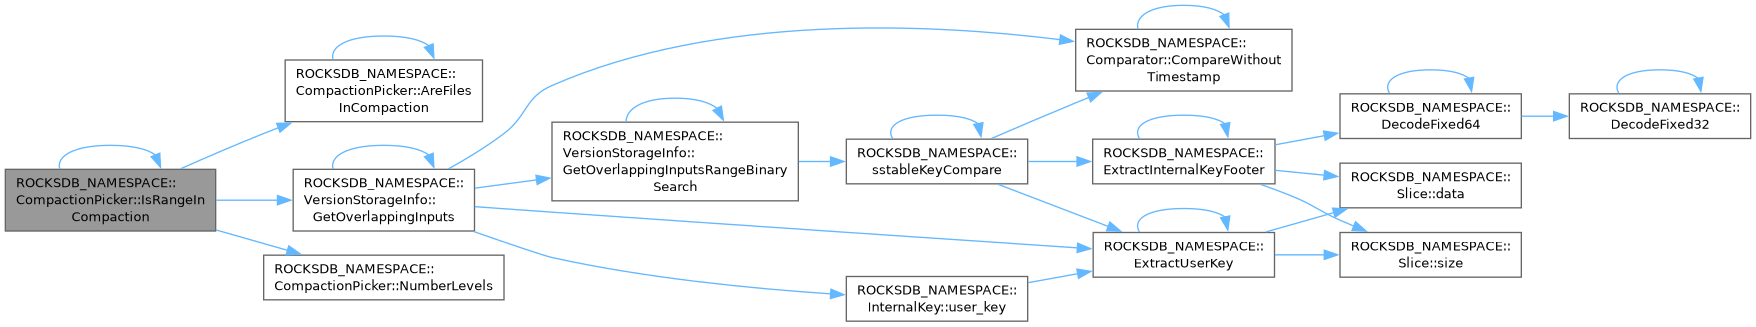 ROCKSDB_NAMESPACE::
CompactionPicker::IsRangeIn
Compaction
ROCKSDB_NAMESPACE::
CompactionPicker::AreFiles
InCompaction
ROCKSDB_NAMESPACE::
VersionStorageInfo::
GetOverlappingInputs
ROCKSDB_NAMESPACE::
CompactionPicker::NumberLevels
ROCKSDB_NAMESPACE::
VersionStorageInfo::
GetOverlappingInputsRangeBinary
Search
ROCKSDB_NAMESPACE::
sstableKeyCompare
ROCKSDB_NAMESPACE::
InternalKey::user_key
ROCKSDB_NAMESPACE::
Comparator::CompareWithout
Timestamp
ROCKSDB_NAMESPACE::
ExtractInternalKeyFooter
ROCKSDB_NAMESPACE::
ExtractUserKey
ROCKSDB_NAMESPACE::
DecodeFixed64
ROCKSDB_NAMESPACE::
Slice::data
ROCKSDB_NAMESPACE::
Slice::size
ROCKSDB_NAMESPACE::
DecodeFixed32